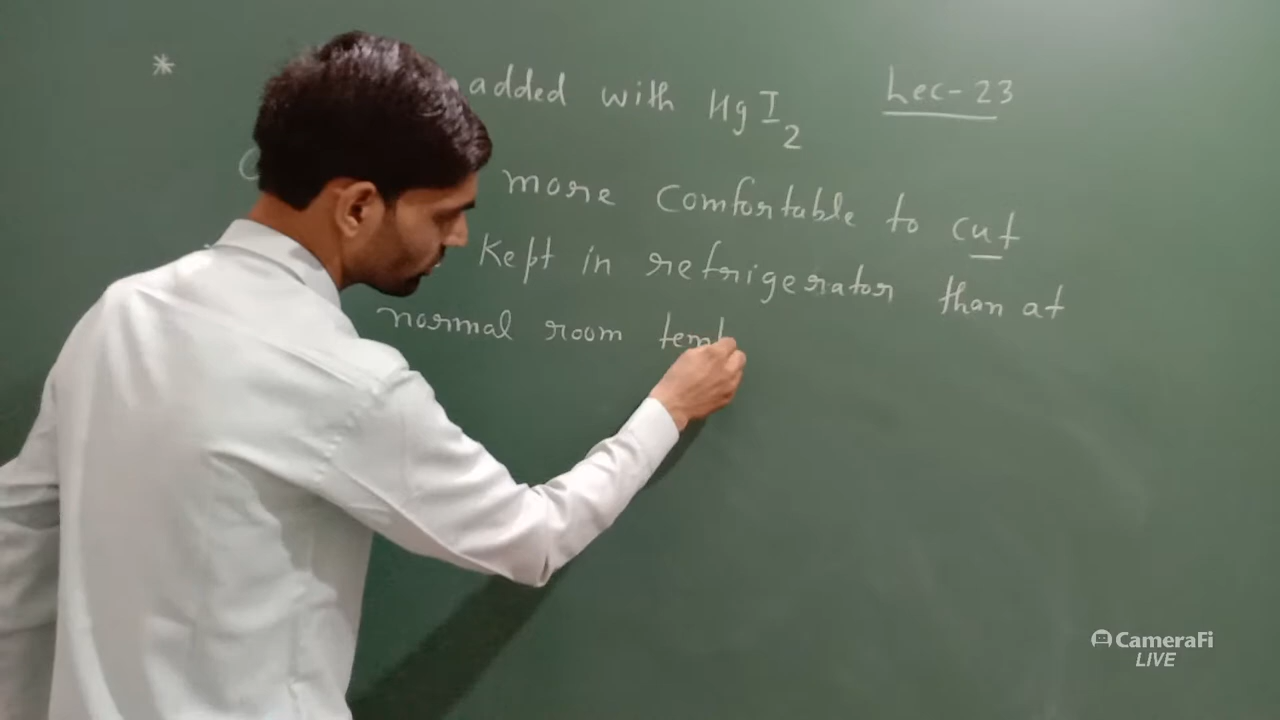 * added with HgI2 Lec-23
more comfortable to cut
kept in refrigerator than at
normal room temp
CameraFi
LIVE